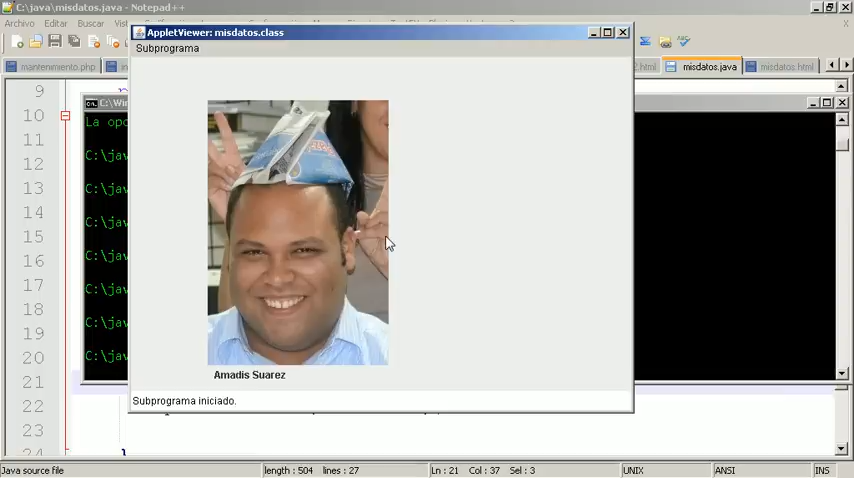 C:\java\misdatos.java - Notepad++
Archivo Editar Buscar
AppletViewer: misdatos.class
Subprograma
mantenimiento.php
misdatos.java
misdatos.html
C:\Win
La opc
C:\jav
C:\jav
C:\jav
C:\jav
C:\jav
C:\jav
C:\jav
9
10
11
12
13
14
15
16
17
18
19
20
21
22
23
24
Amadis Suarez
Subprograma iniciado.
Java source file
length : 504 lines : 27
Ln : 21 Col : 37 Sel : 3
UNIX
ANSI
INS